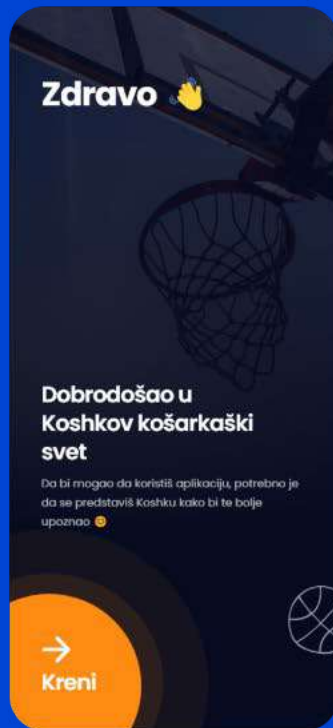 Zdravo 👋
Dobrodošao u
Koshkov košarkaški
svet
Da bi mogao da koristiš aplikaciju, potrebno je
da se predstaviš Koshku kako bi te bolje
upoznao 😊
Kreni